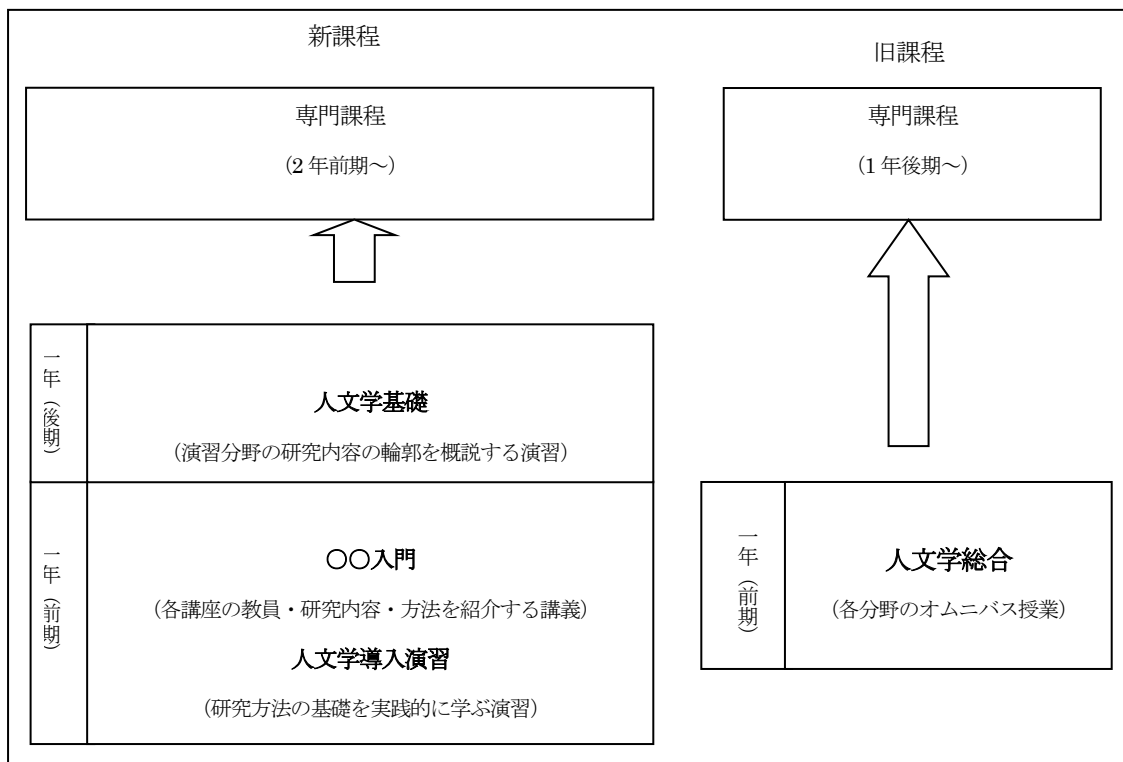 新課程
専門課程
（2 年前期～）
一年（後期）
人文学基礎
（演習分野の研究内容の輪郭を概説する演習）
一年（前期）
〇〇入門
（各講座の教員・研究内容・方法を紹介する講義）
人文学導入演習
（研究方法の基礎を実践的に学ぶ演習）
旧課程
専門課程
（1 年後期～）
一年（前期）
人文学総合
（各分野のオムニバス授業）